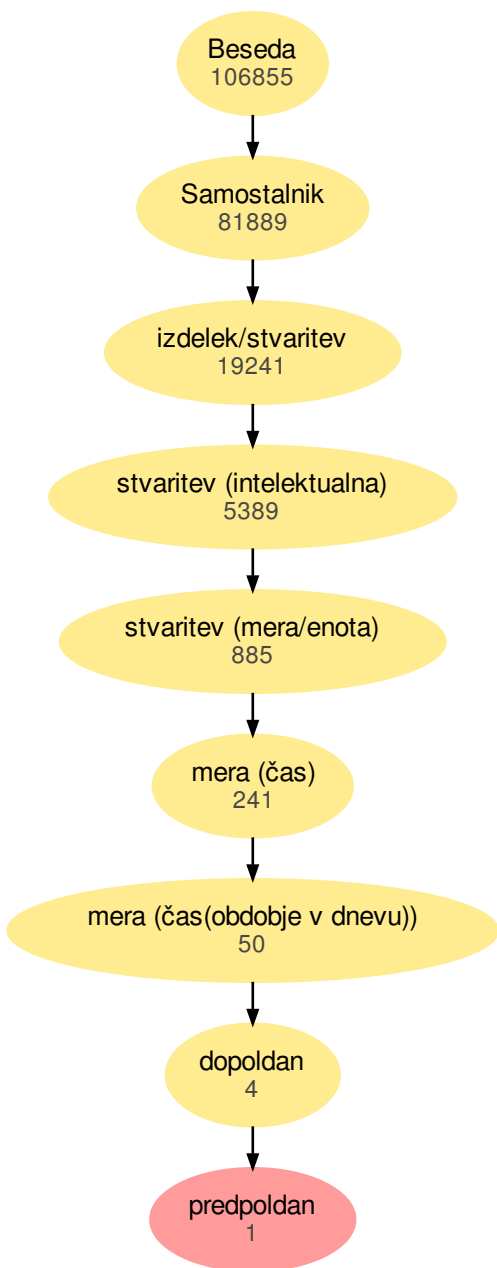 Beseda
106855
Samostalnik
81889
izdelek/stvaritev
19241
stvaritev (intelektualna)
5389
stvaritev (mera/enota)
885
mera (čas)
241
mera (čas(obdobje v dnevu))
50
dopoldan
4
predpoldan
1